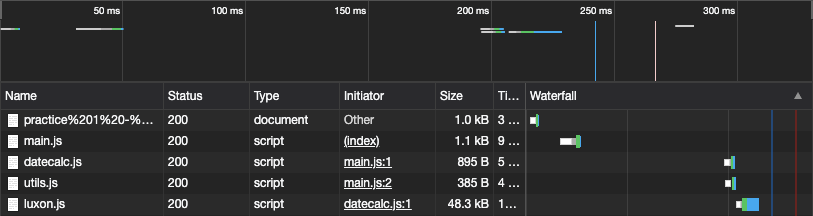 50 ms 100 ms 150 ms 200 ms 250 ms 300 ms
Name Status Type Initiator Size Ti... Waterfall
practice%201%20-%... 200 document Other 1.0 kB 3 ...
main.js 200 script (index) 1.1 kB 9 ...
datecalc.js 200 script main.js:1 895 B 5 ...
utils.js 200 script main.js:2 385 B 4 ...
luxon.js 200 script datecalc.js:1 48.3 kB 1...